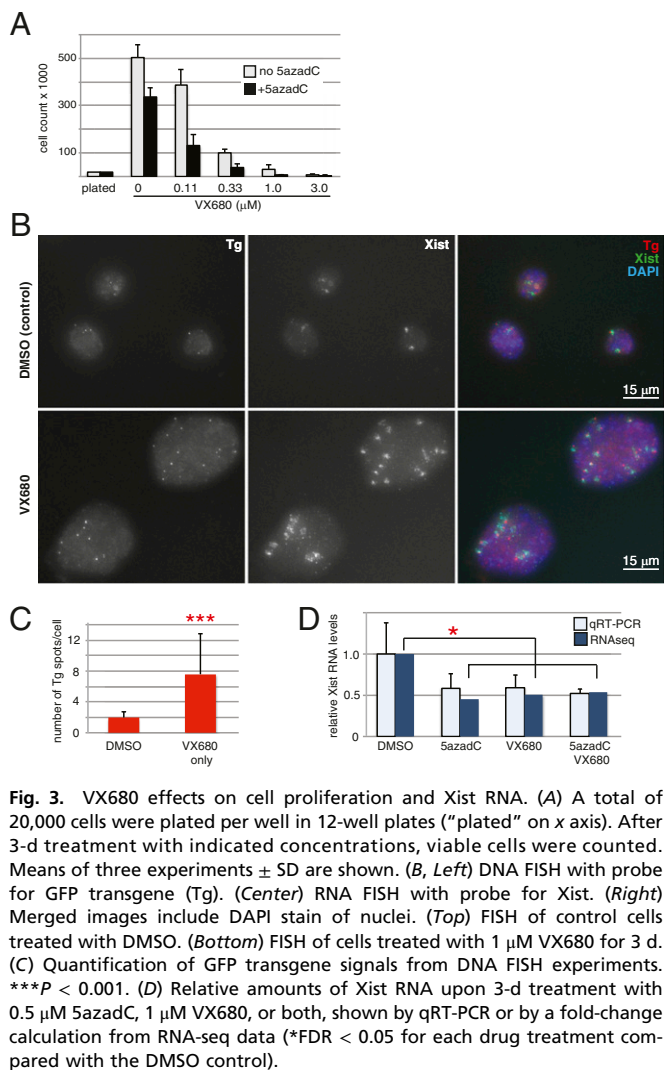 A
cell count x 1000
500
300
100
no 5azadC
+5azadC
plated
0
0.11
0.33
1.0
3.0
VX680 (μM)
B
Tg
Xist
Tg
Xist
DAPI
DMSO (control)
15 μm
VX680
15 μm
C
***
number of Tg spots/cell
12
8
4
0
DMSO
VX680
only
D
relative Xist RNA levels
qRT-PCR
RNAseq
*
1.0
0.5
0
DMSO
5azadC
VX680
5azadC
VX680
Fig. 3. VX680 effects on cell proliferation and Xist RNA. (A) A total of
20,000 cells were plated per well in 12-well plates (“plated” on x axis). After
3-d treatment with indicated concentrations, viable cells were counted.
Means of three experiments ± SD are shown. (B, Left) DNA FISH with probe
for GFP transgene (Tg). (Center) RNA FISH with probe for Xist. (Right)
Merged images include DAPI stain of nuclei. (Top) FISH of control cells
treated with DMSO. (Bottom) FISH of cells treated with 1 μM VX680 for 3 d.
(C) Quantification of GFP transgene signals from DNA FISH experiments.
***P < 0.001. (D) Relative amounts of Xist RNA upon 3-d treatment with
0.5 μM 5azadC, 1 μM VX680, or both, shown by qRT-PCR or by a fold-change
calculation from RNA-seq data (*FDR < 0.05 for each drug treatment com-
pared with the DMSO control).